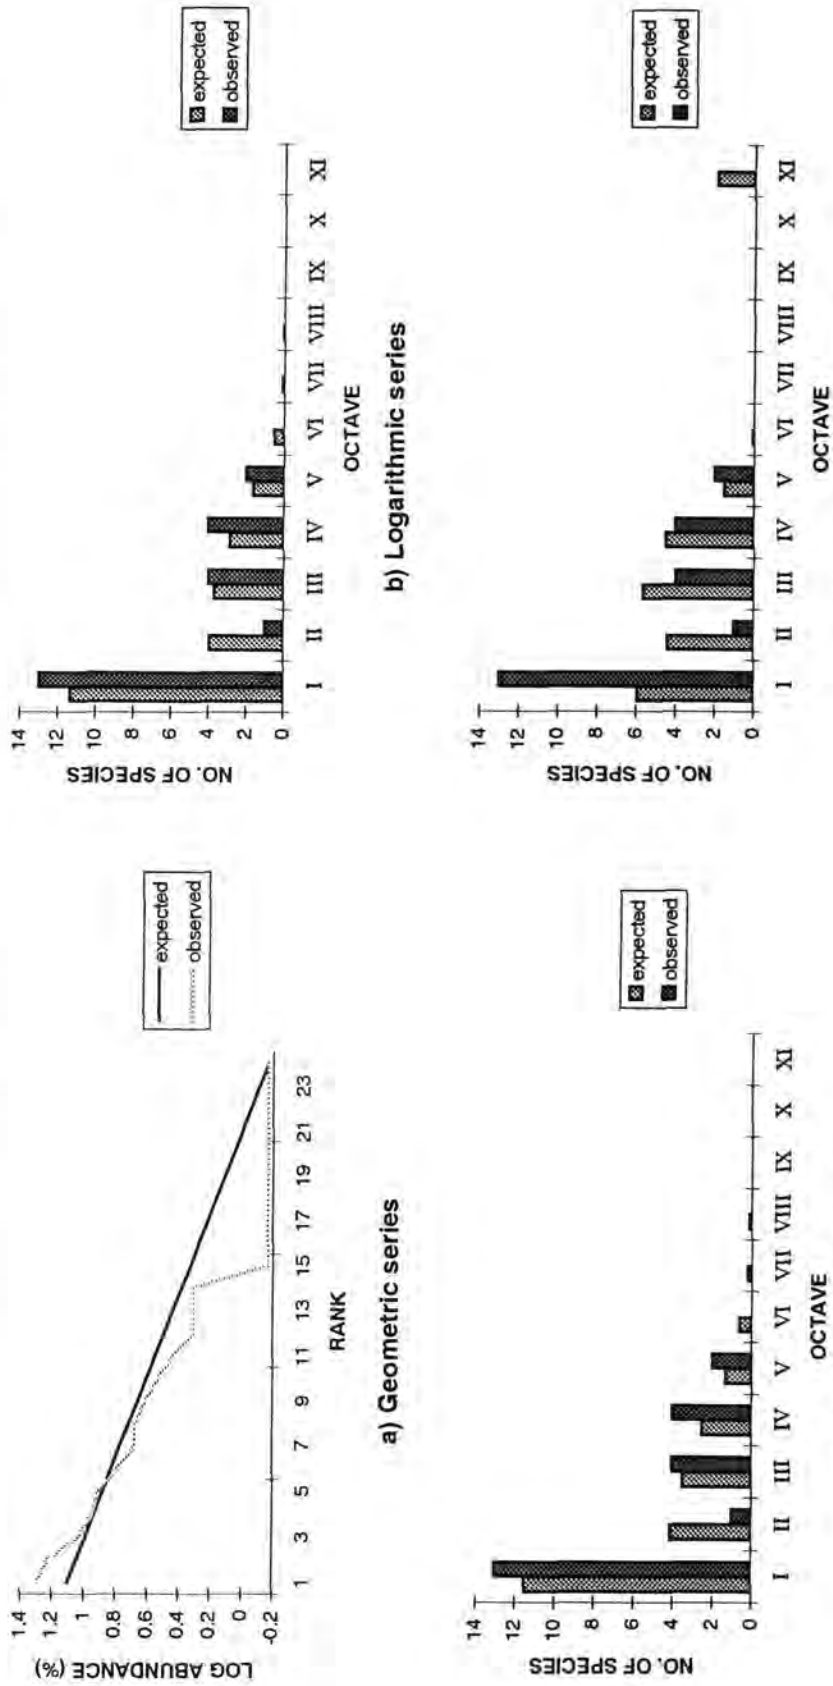 LOG ABUNDANCE (%)
1.4
1.2
1
0.8
0.6
0.4
0.2
0
-0.2
1 3 5 7 9 11 13 15 17 19 21 23
RANK
expected
observed
a) Geometric series
NO. OF SPECIES
14
12
10
8
6
4
2
0
I II III IV V VI VII VIII IX X XI
OCTAVE
expected
observed
b) Logarithmic series
NO. OF SPECIES
14
12
10
8
6
4
2
0
I II III IV V VI VII VIII IX X XI
OCTAVE
expected
observed
NO. OF SPECIES
14
12
10
8
6
4
2
0
I II III IV V VI VII VIII IX X XI
OCTAVE
expected
observed